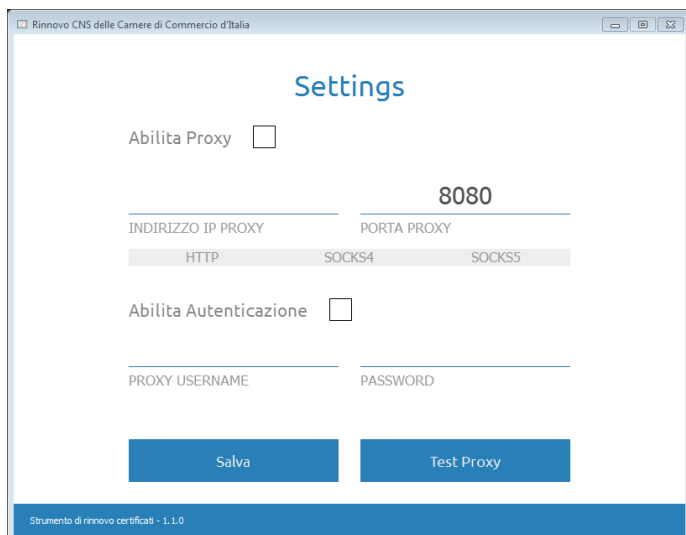 Rinnovo CNS delle Camere di Commercio d'Italia
Settings
Abilita Proxy
8080
INDIRIZZO IP PROXY PORTA PROXY
HTTP SOCKS4 SOCKS5
Abilita Autenticazione
PROXY USERNAME PASSWORD
Salva Test Proxy
Strumento di rinnovo certificati - 1.1.0